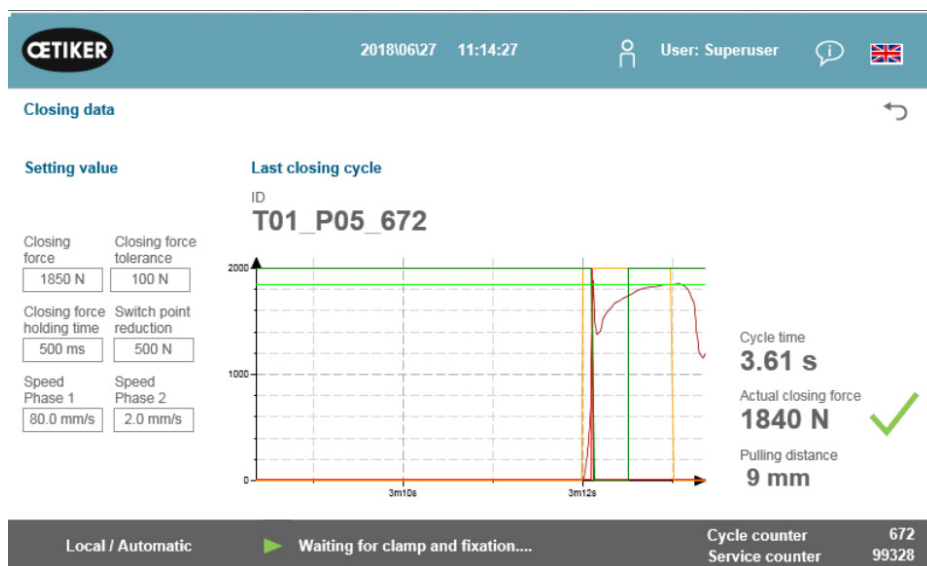 ŒTIKER
2018\06\27 11:14:27
User: Superuser
Closing data
Setting value
Last closing cycle
ID
T01_P05_672
Closing force
1850 N
Closing force tolerance
100 N
Closing force holding time
500 ms
Switch point reduction
500 N
Speed Phase 1
80.0 mm/s
Speed Phase 2
2.0 mm/s
2000
1000
0
3m10s
3m12s
Cycle time
3.61 s
Actual closing force
1840 N
Pulling distance
9 mm
Local / Automatic
Waiting for clamp and fixation....
Cycle counter 672
Service counter 99328